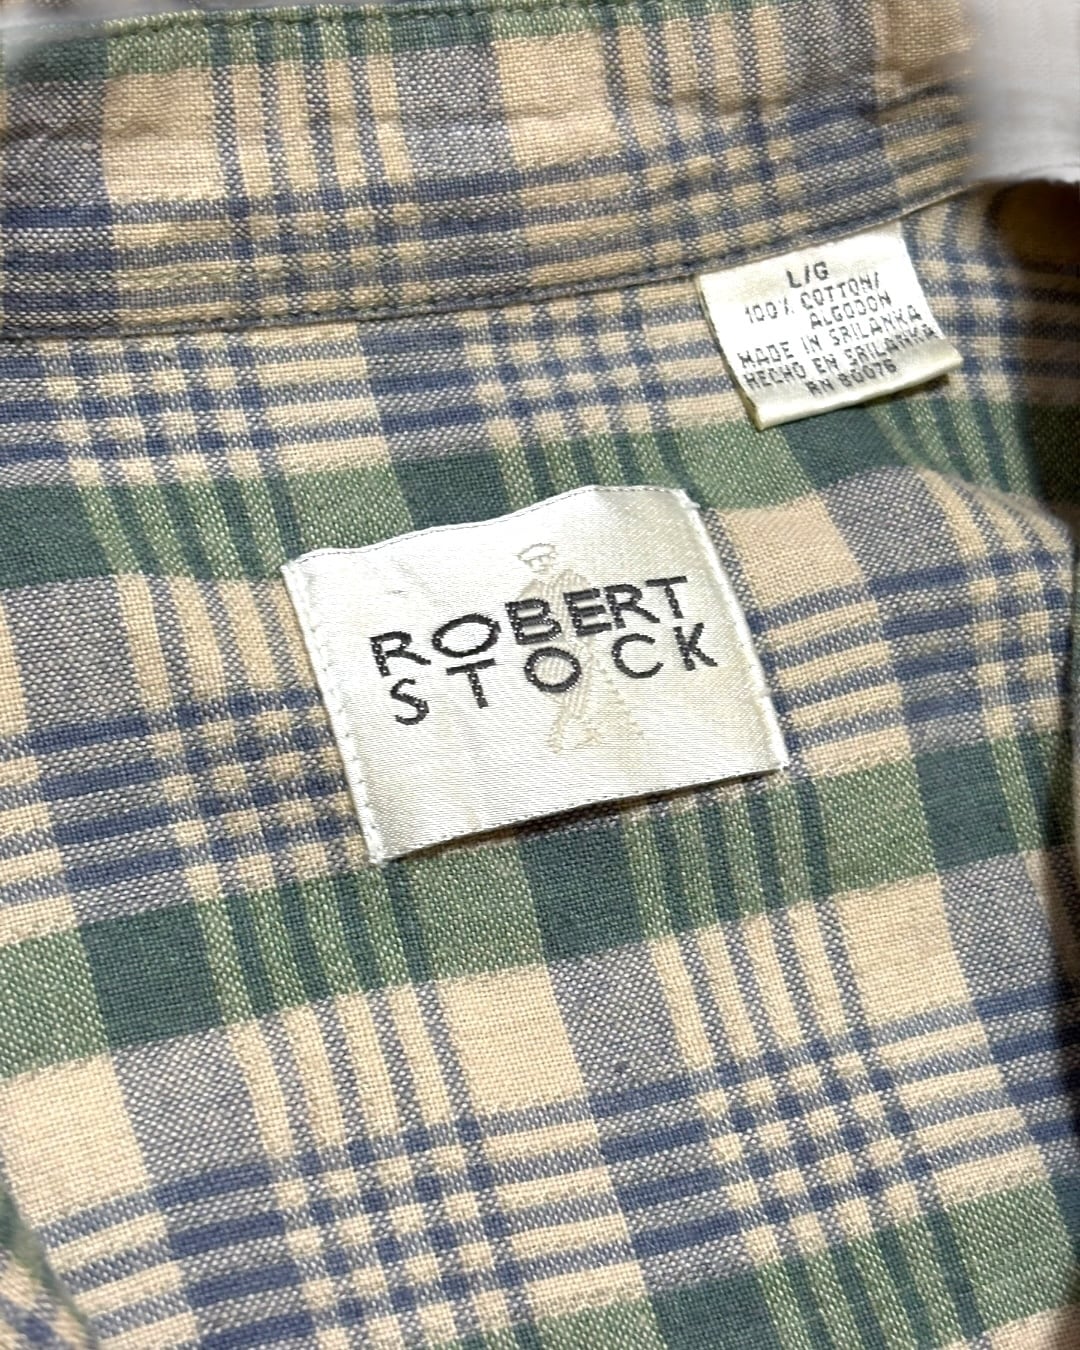 L/G
100% COTTON/
ALGODON
MADE IN SRILANKA
HECHO EN SRILANKA
RN 80076
ROBERT
STOCK